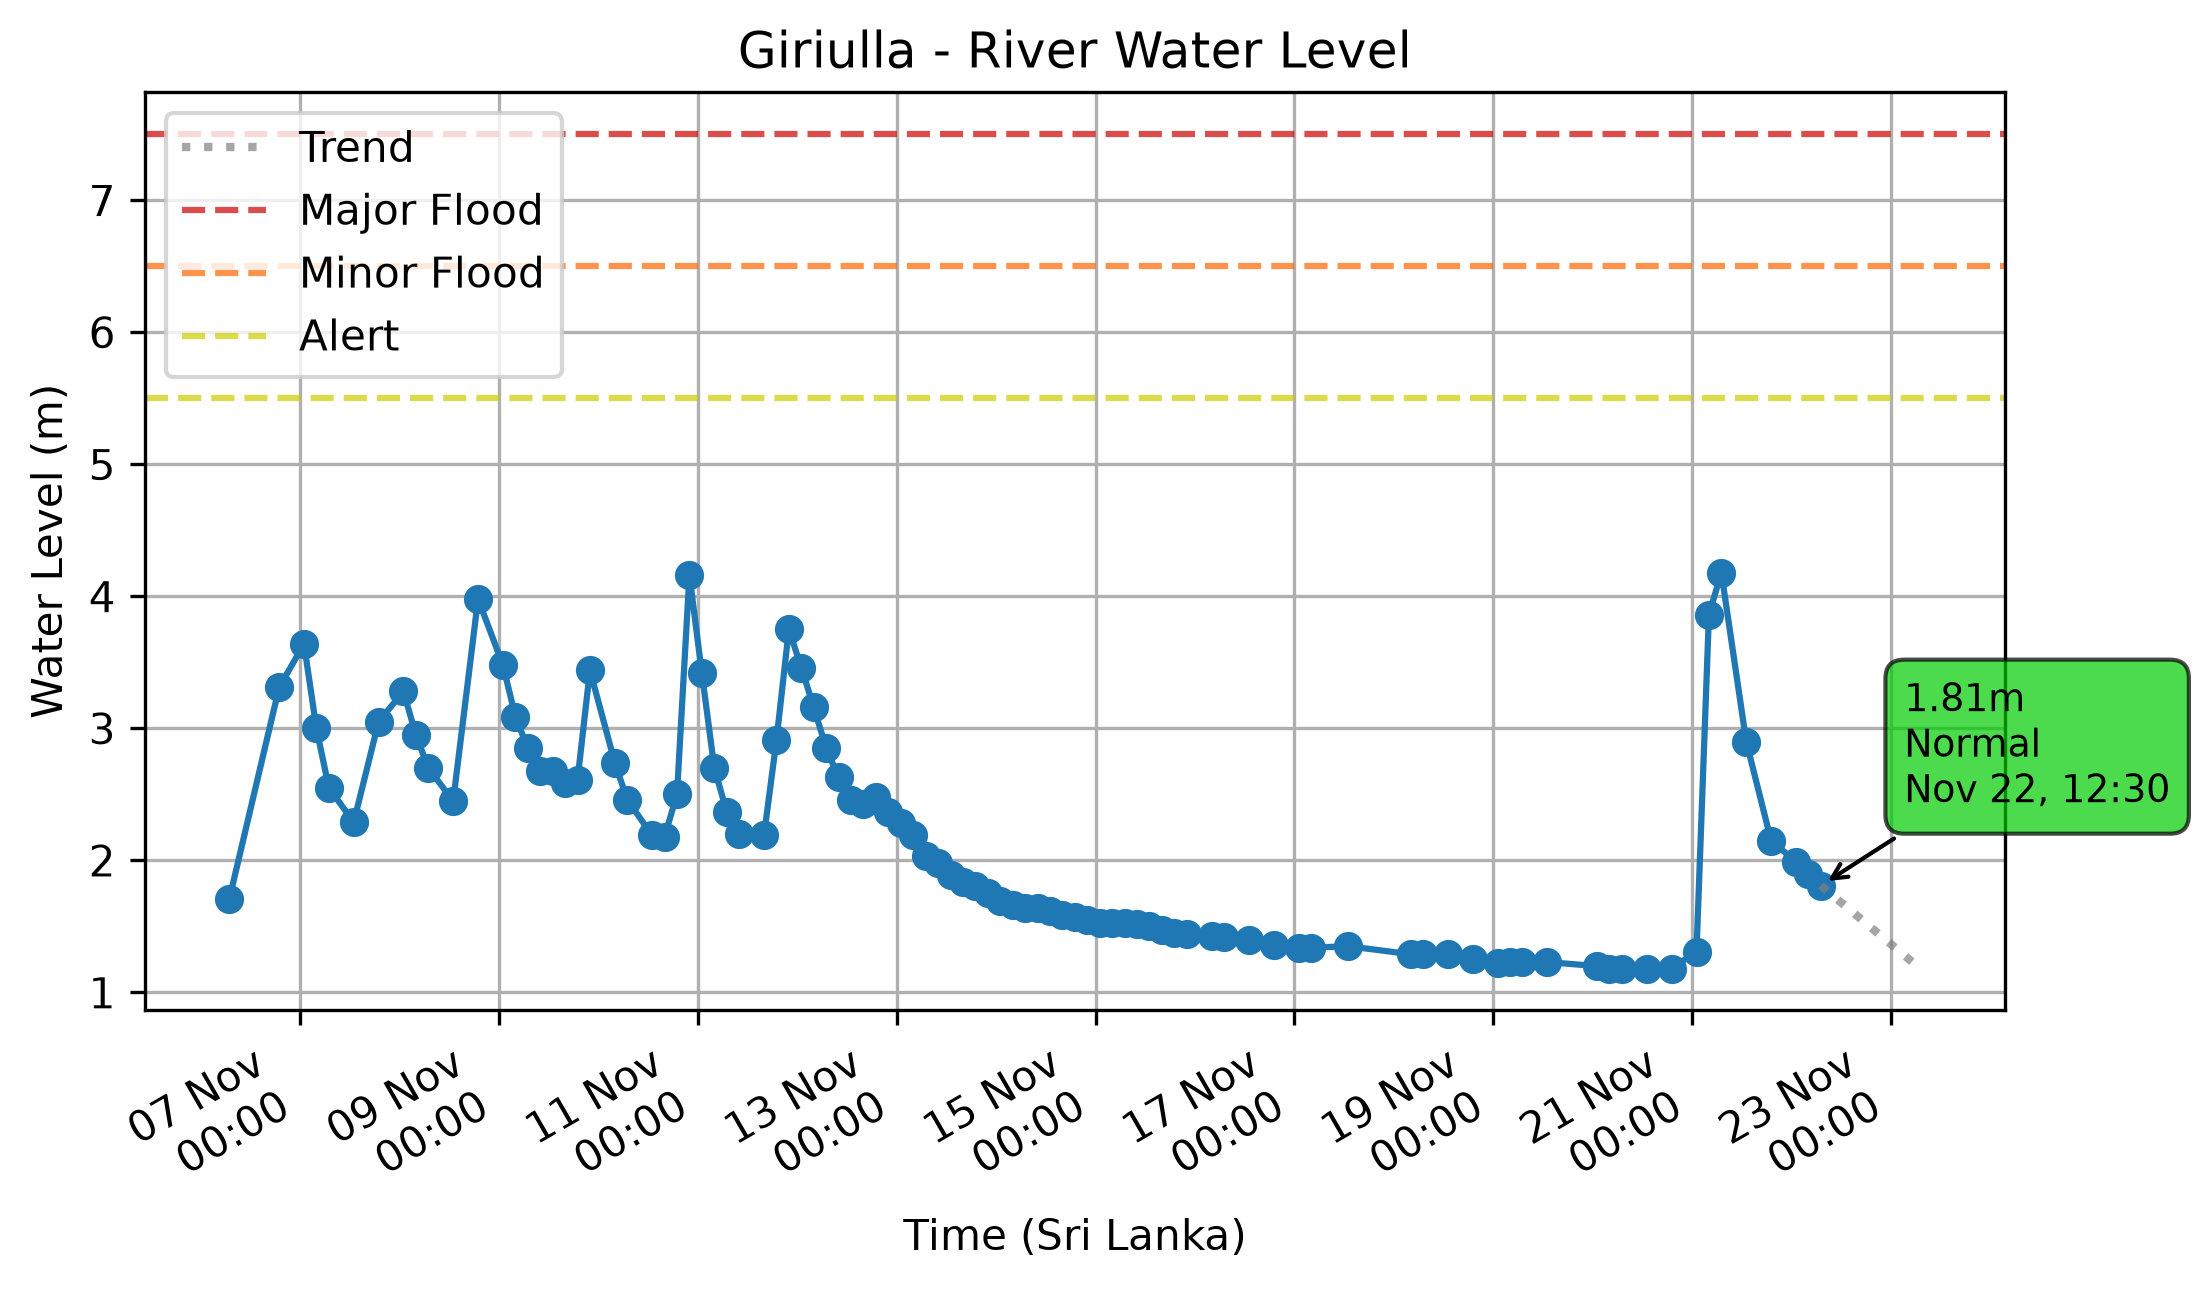 Giriulla - River Water Level
Trend
Major Flood
Minor Flood
Alert
Water Level (m)
7
6
5
4
3
2
1
1.81m
Normal
Nov 22, 12:30
07 Nov
00:00
09 Nov
00:00
11 Nov
00:00
13 Nov
00:00
15 Nov
00:00
17 Nov
00:00
19 Nov
00:00
21 Nov
00:00
23 Nov
00:00
Time (Sri Lanka)